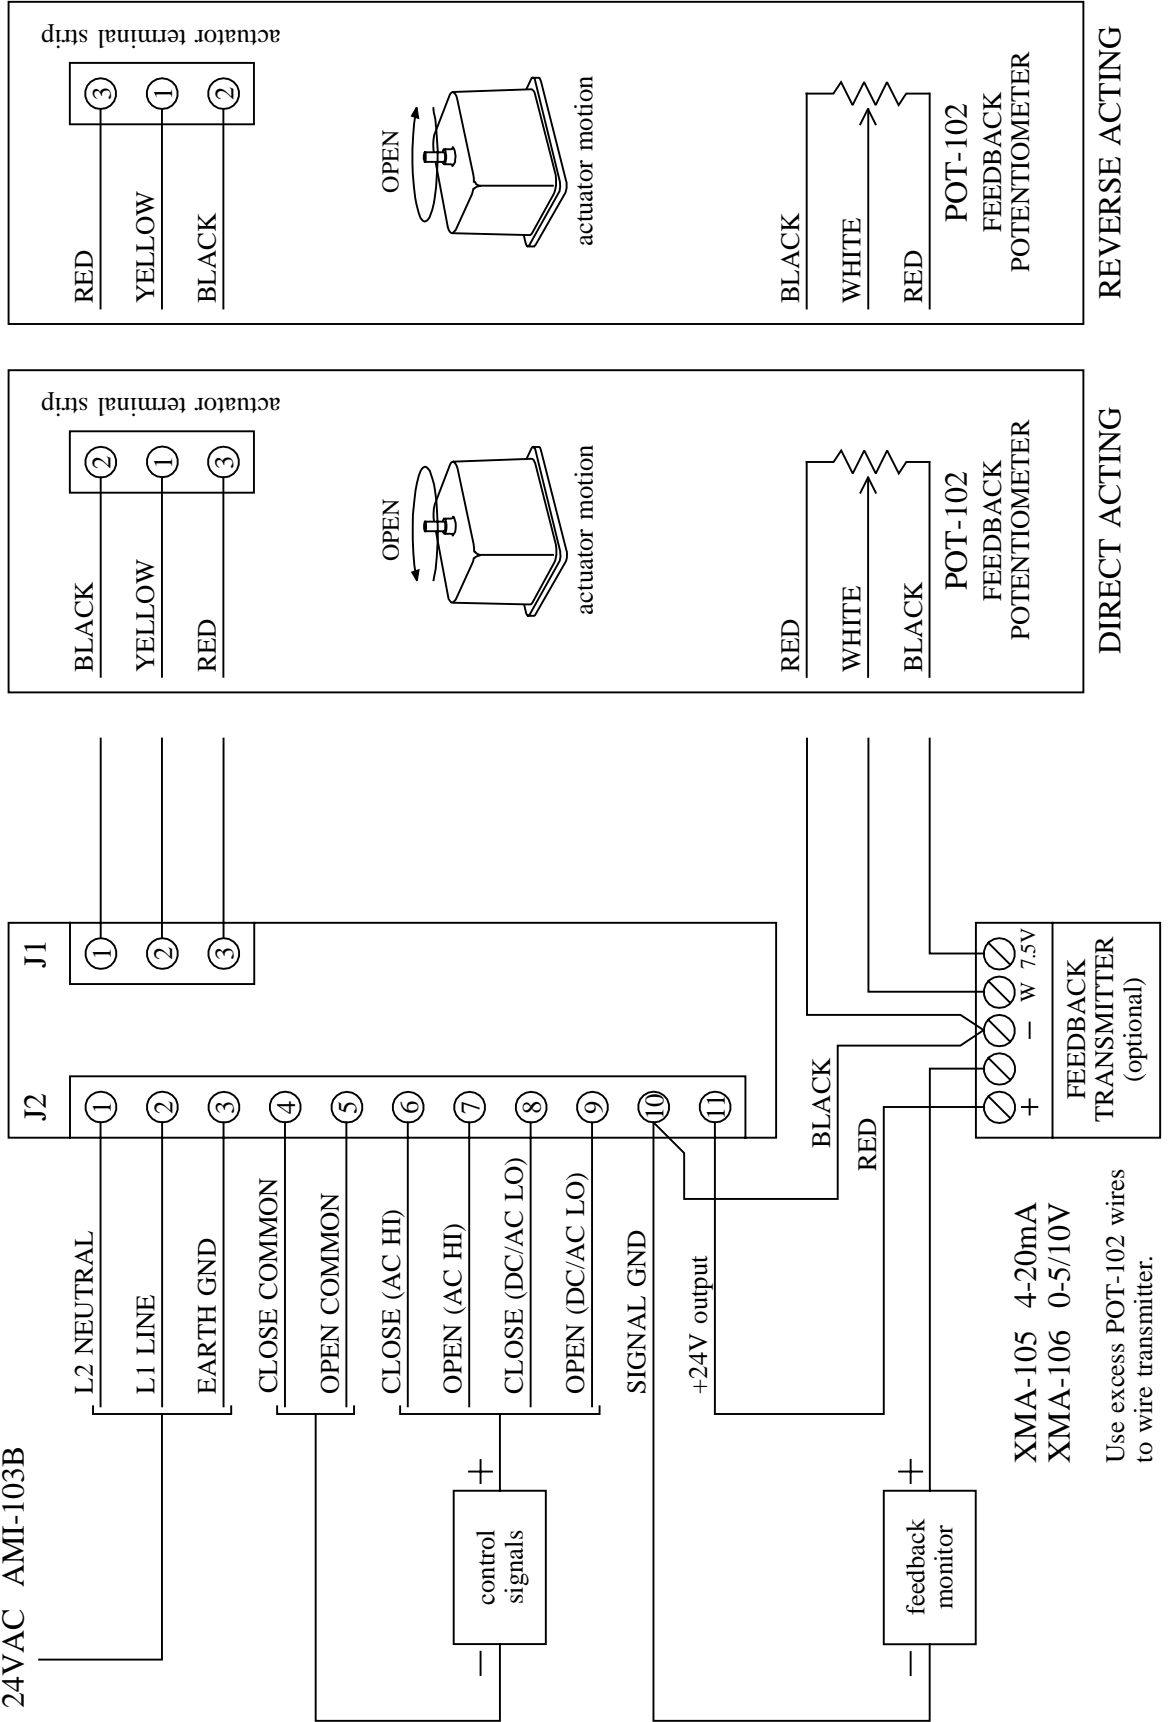 24VAC AMI-103B
L2 NEUTRAL
L1 LINE
EARTH GND
CLOSE COMMON
OPEN COMMON
CLOSE (AC HI)
OPEN (AC HI)
CLOSE (DC/AC LO)
OPEN (DC/AC LO)
SIGNAL GND
+24V output
J2
1
2
3
4
5
6
7
8
9
10
11
J1
1
2
3
- control signals +
- feedback monitor +
BLACK
RED
+
-
W
7.5V
FEEDBACK
TRANSMITTER
(optional)
XMA-105 4-20mA
XMA-106 0-5/10V
Use excess POT-102 wires
to wire transmitter.
actuator terminal strip
BLACK
YELLOW
RED
2
1
3
OPEN
actuator motion
RED
WHITE
BLACK
POT-102
FEEDBACK
POTENTIOMETER
DIRECT ACTING
actuator terminal strip
RED
YELLOW
BLACK
3
1
2
OPEN
actuator motion
BLACK
WHITE
RED
POT-102
FEEDBACK
POTENTIOMETER
REVERSE ACTING